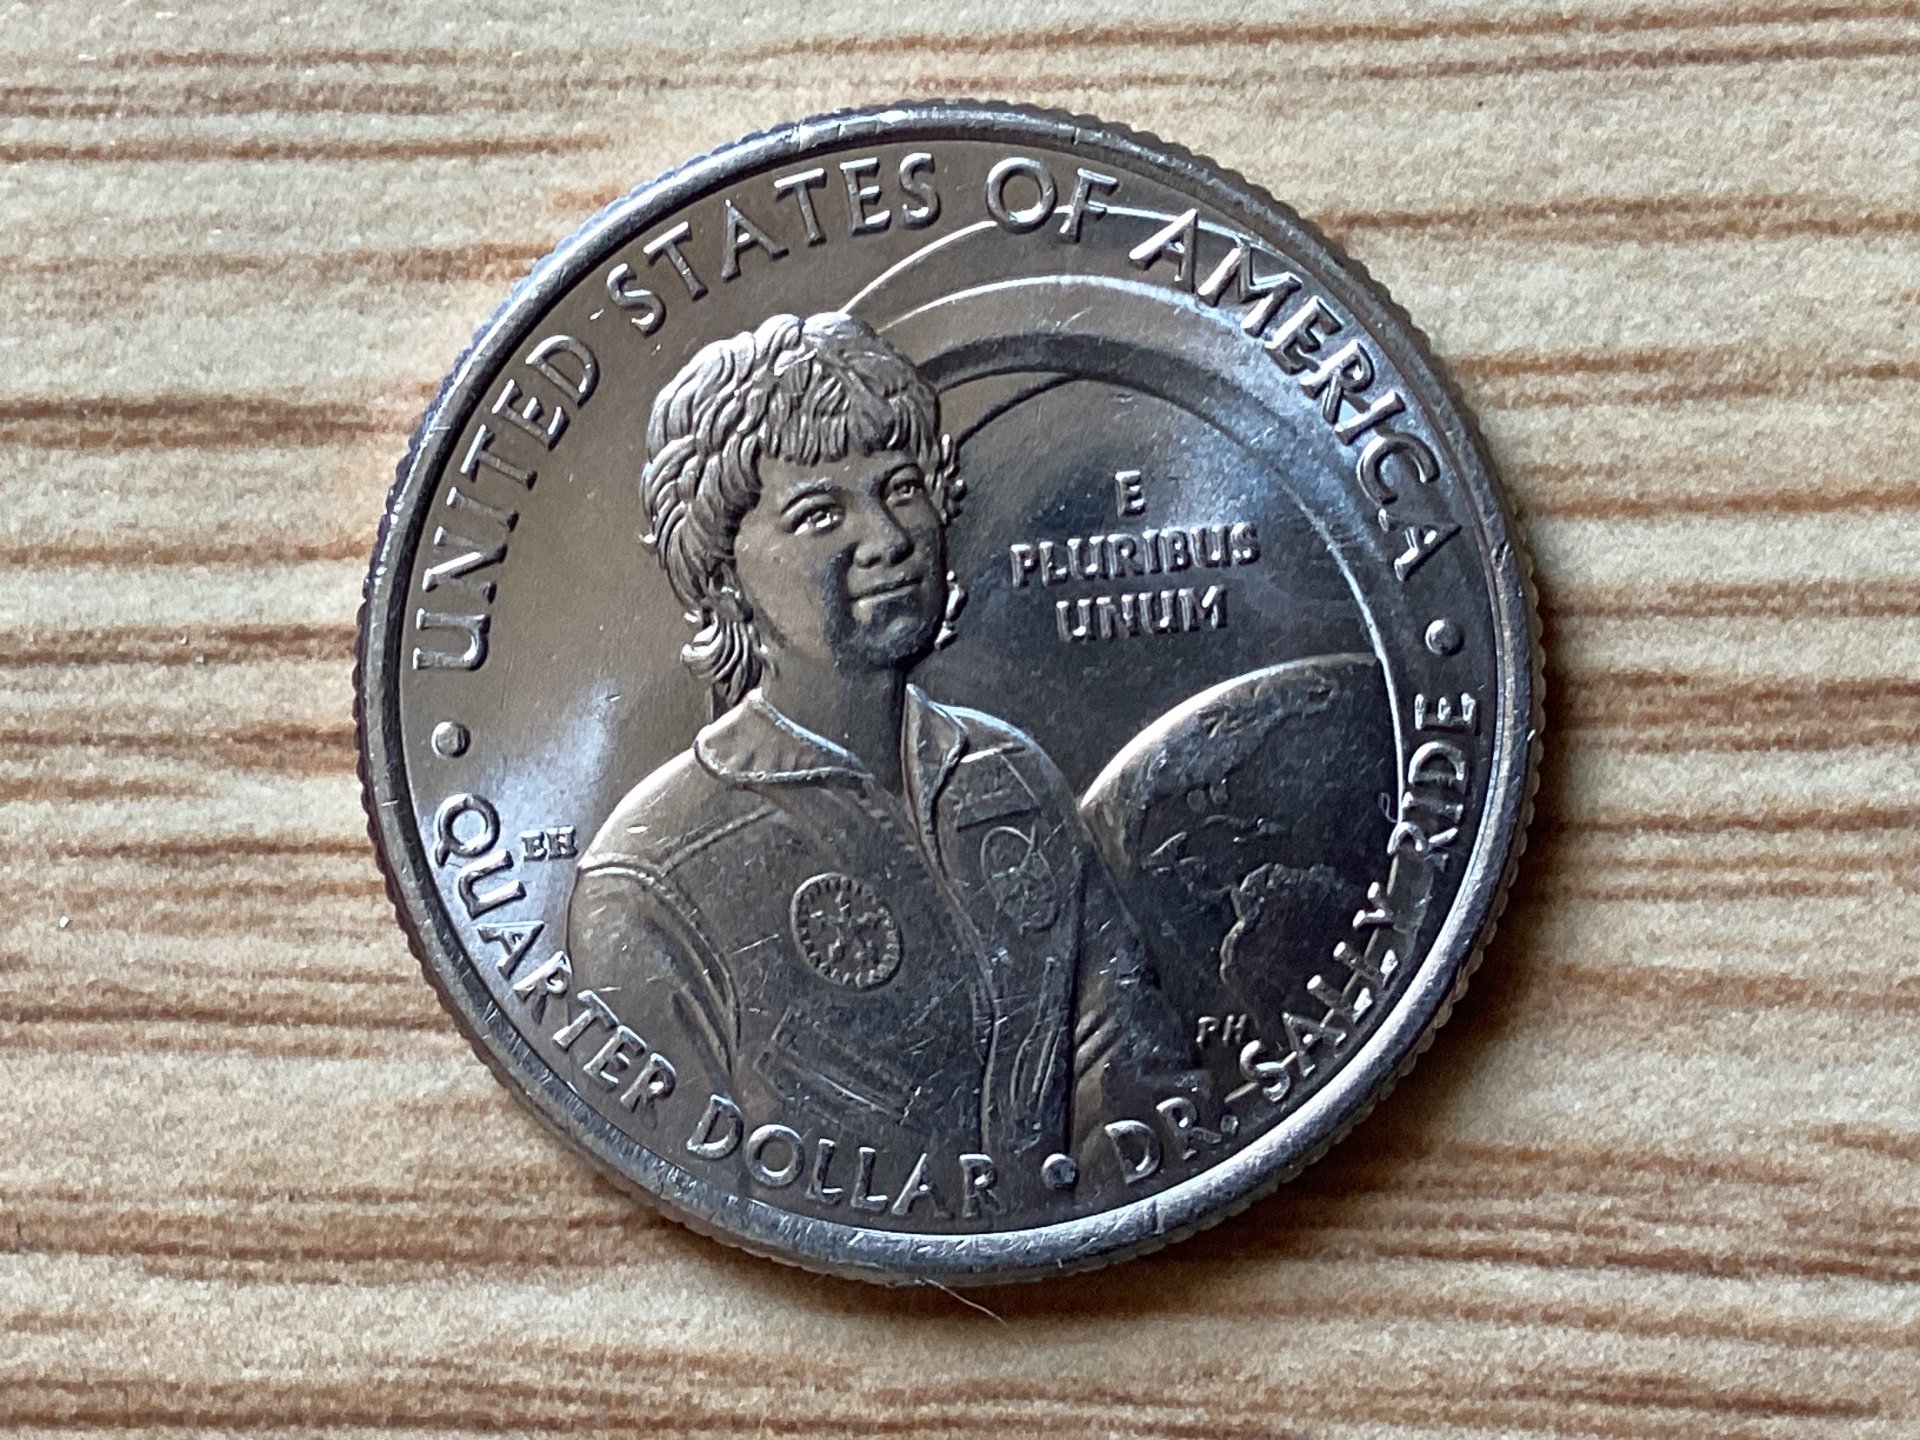 UNITED STATES OF AMERICA
E
PLURIBUS
UNUM
EH
PH
QUARTER DOLLAR • DR. SALLY RIDE